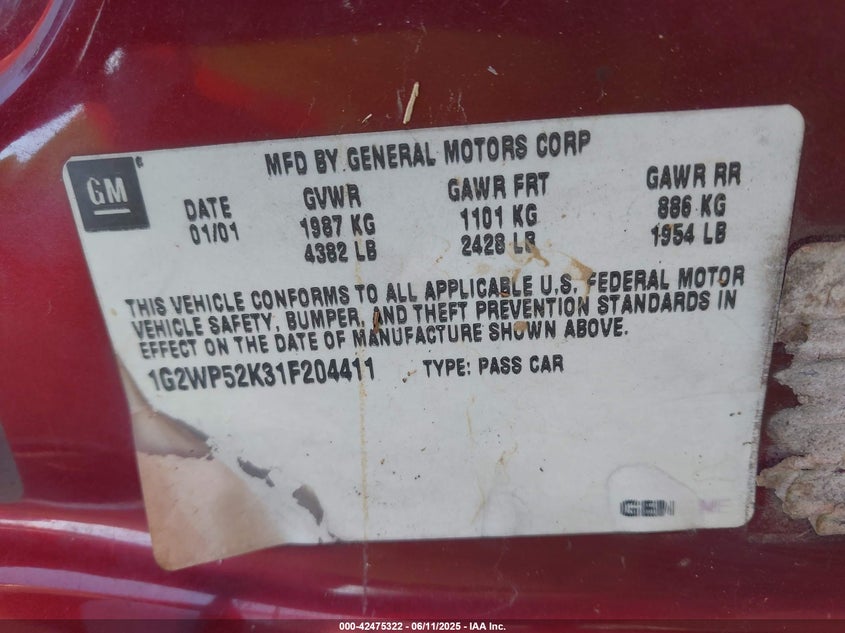 GM
MFD BY GENERAL MOTORS CORP
DATE GVWR GAWR FRT GAWR RR
01/01 1987 KG 1101 KG 886 KG
4382 LB 2428 LB 1954 LB
THIS VEHICLE CONFORMS TO ALL APPLICABLE U.S. FEDERAL MOTOR
VEHICLE SAFETY, BUMPER, AND THEFT PREVENTION STANDARDS IN
EFFECT ON THE DATE OF MANUFACTURE SHOWN ABOVE.
1G2WP52K31F204411 TYPE: PASS CAR
000-42475322 - 06/11/2025 - IAA Inc.